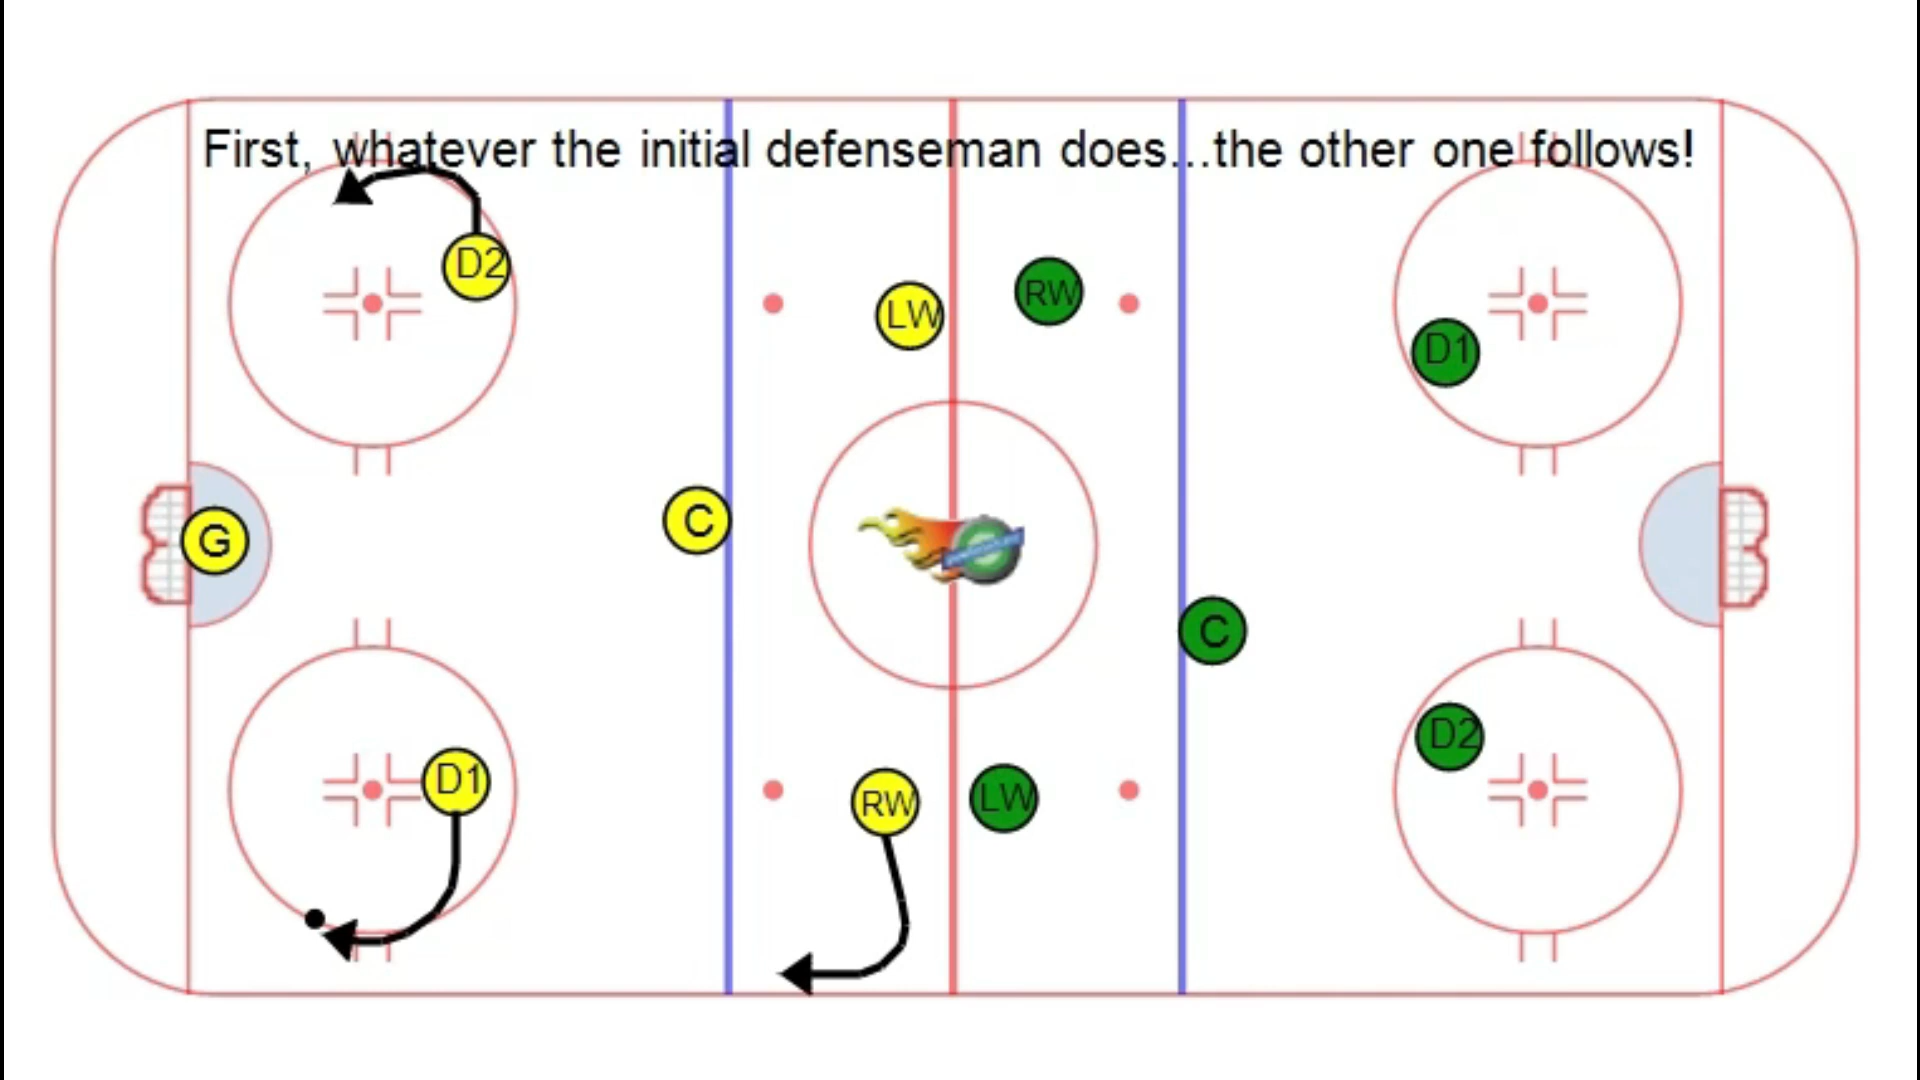 First, whatever the initial defenseman does...the other one follows!
D2
LW
RW
D1
G
C
C
D1
RW
LW
D2